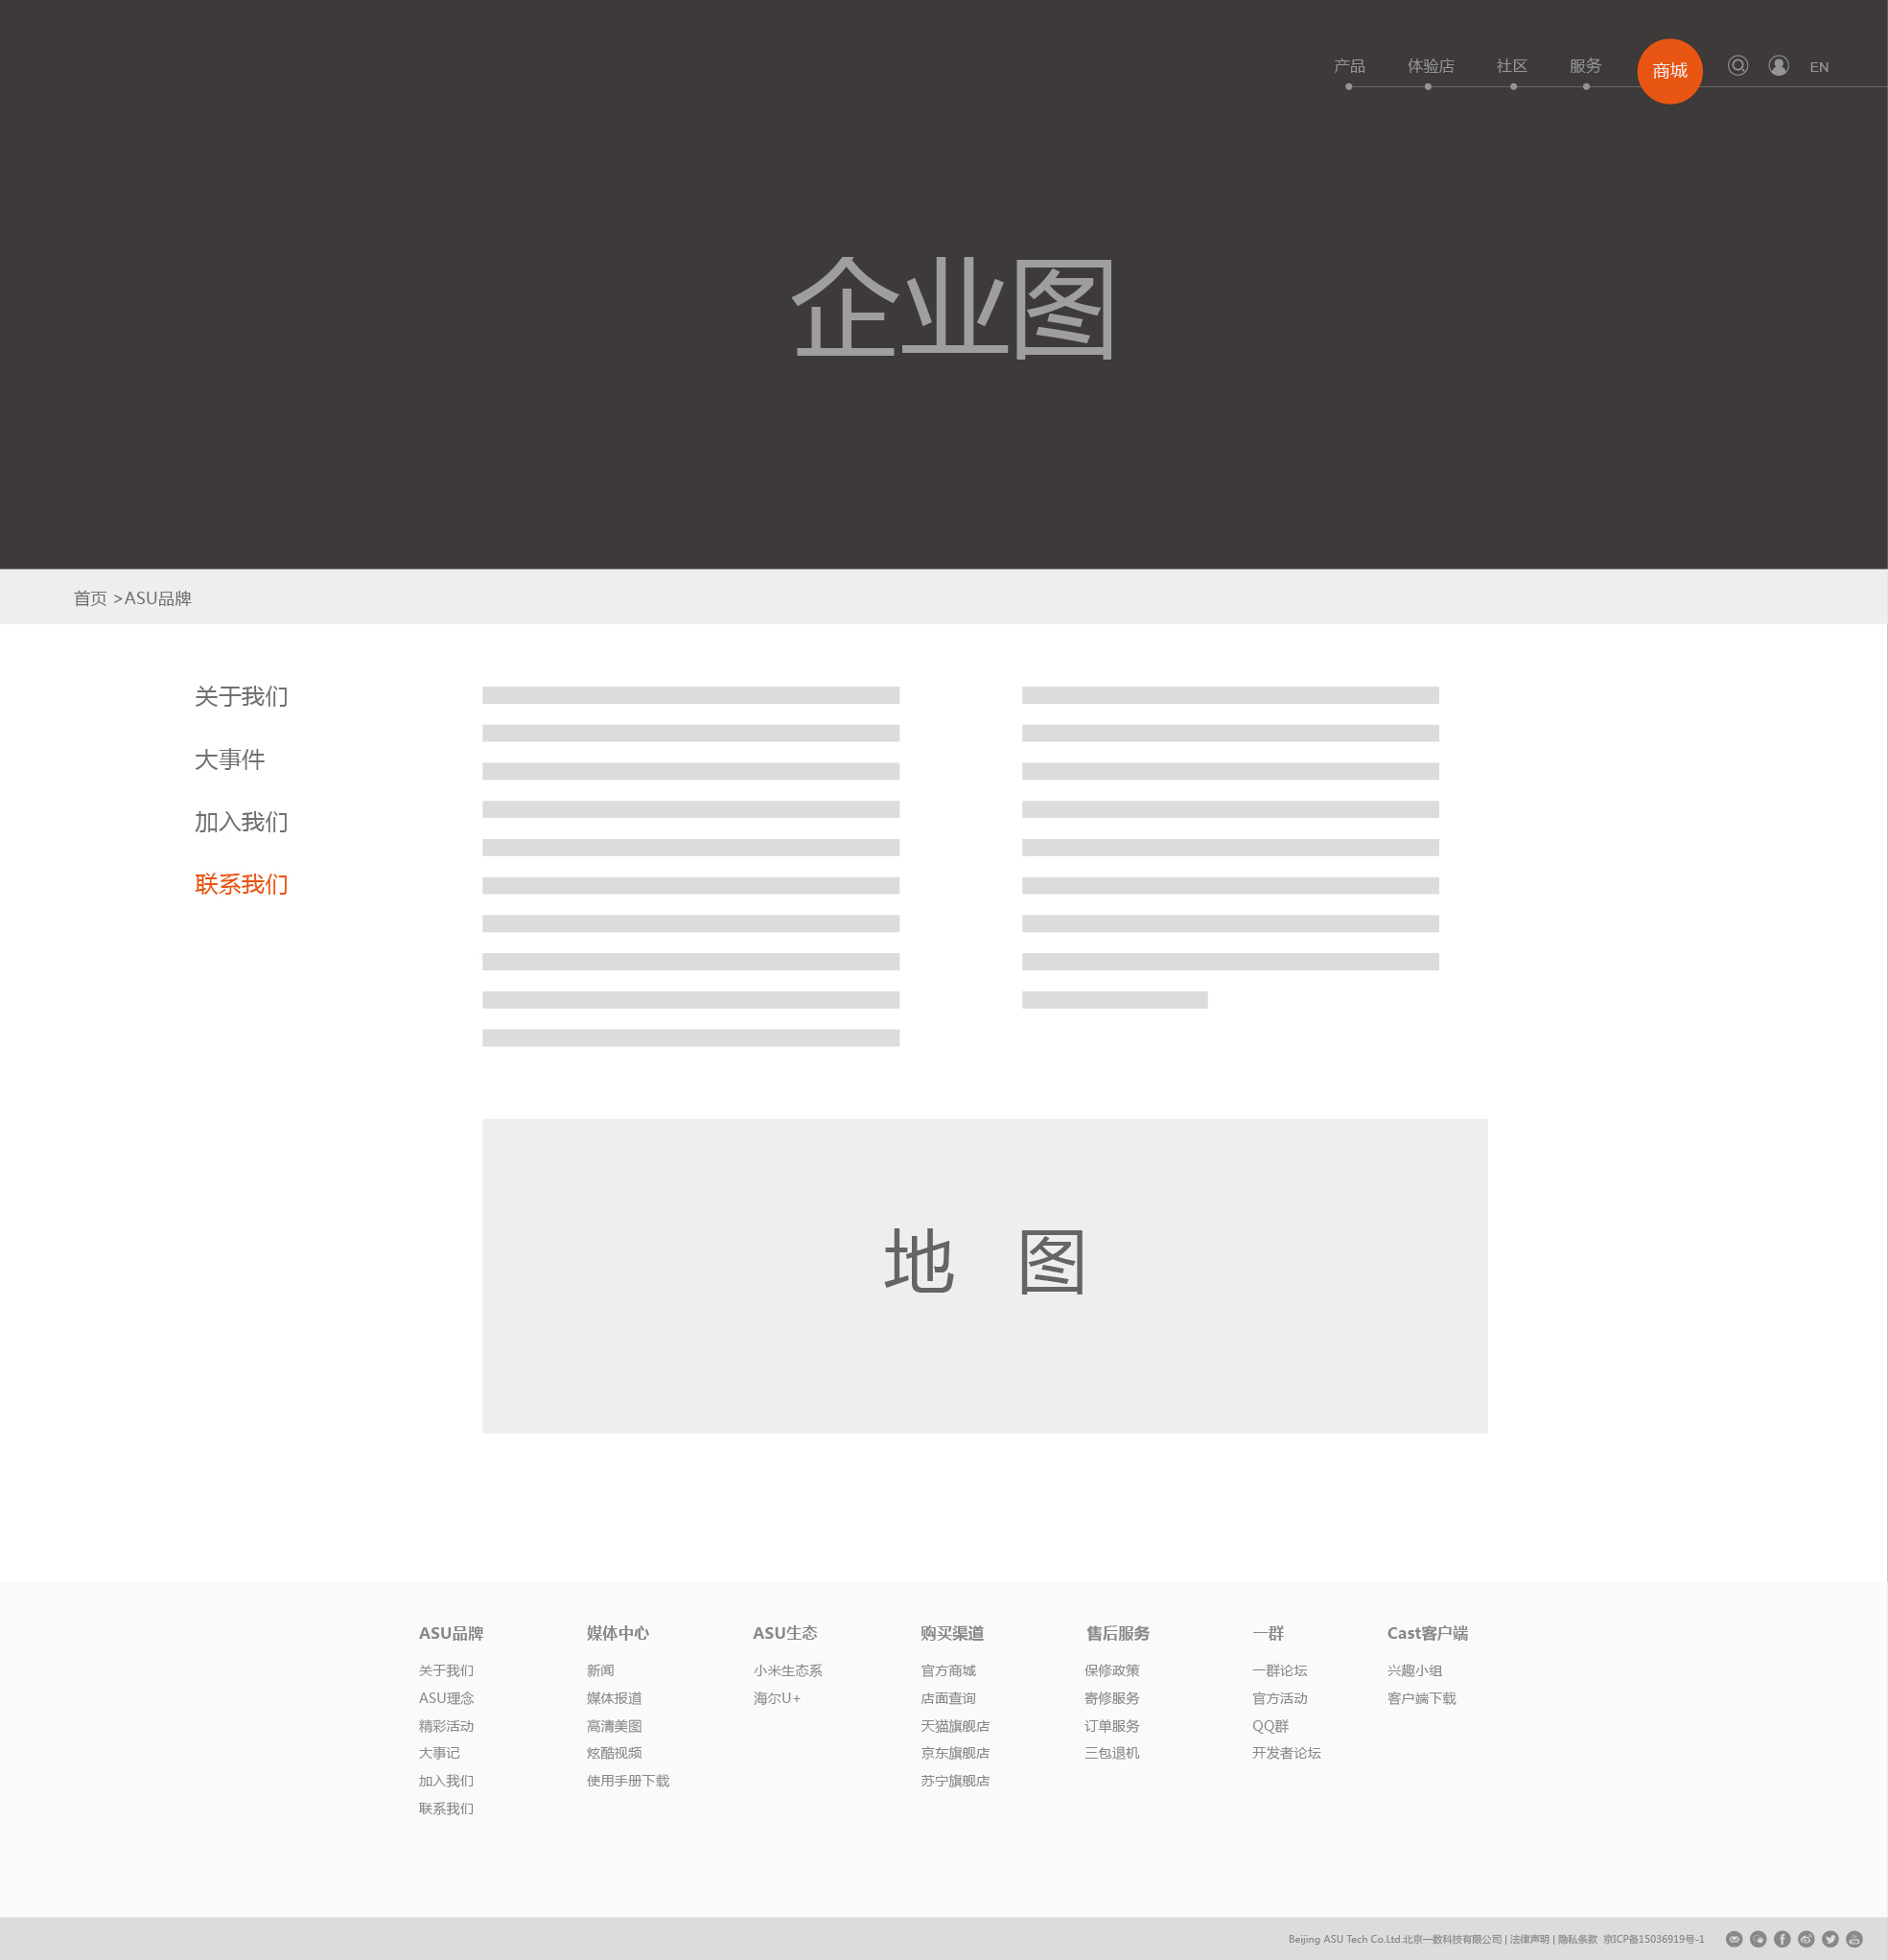 产品 体验店 社区 服务 商城 EN
企业图
首页 >ASU品牌
关于我们
大事件
加入我们
联系我们
地 图
ASU品牌
关于我们
ASU理念
精彩活动
大事记
加入我们
联系我们
媒体中心
新闻
媒体报道
高清美图
炫酷视频
使用手册下载
ASU生态
小米生态系
海尔U+
购买渠道
官方商城
店面查询
天猫旗舰店
京东旗舰店
苏宁旗舰店
售后服务
保修政策
寄修服务
订单服务
三包退机
一群
一群论坛
官方活动
QQ群
开发者论坛
Cast客户端
兴趣小组
客户端下载
Beijing ASU Tech Co.Ltd.北京一数科技有限公司 | 法律声明 | 隐私条款 京ICP备15036919号-1